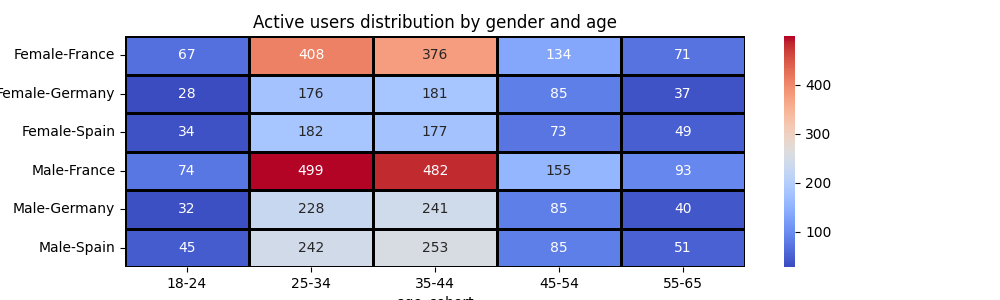 Active users distribution by gender and age
Female-France 67 408 376 134 71
emale-Germany 28 176 181 85 37
Female-Spain 34 182 177 73 49
Male-France 74 499 482 155 93
Male-Germany 32 228 241 85 40
Male-Spain 45 242 253 85 51
18-24 25-34 35-44 45-54 55-65
400
300
200
100